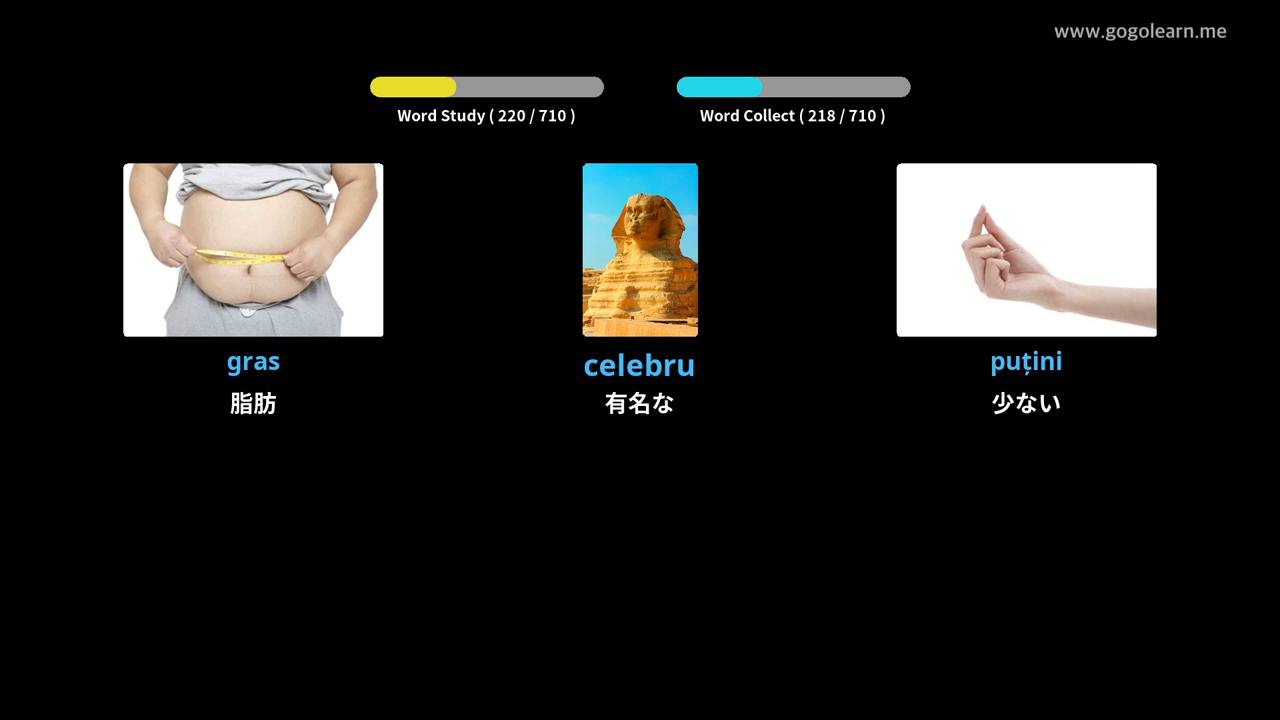 www.gogolearn.me
Word Study ( 220 / 710 )
Word Collect ( 218 / 710 )
gras
celebru
puțini
脂肪
有名な
少ない